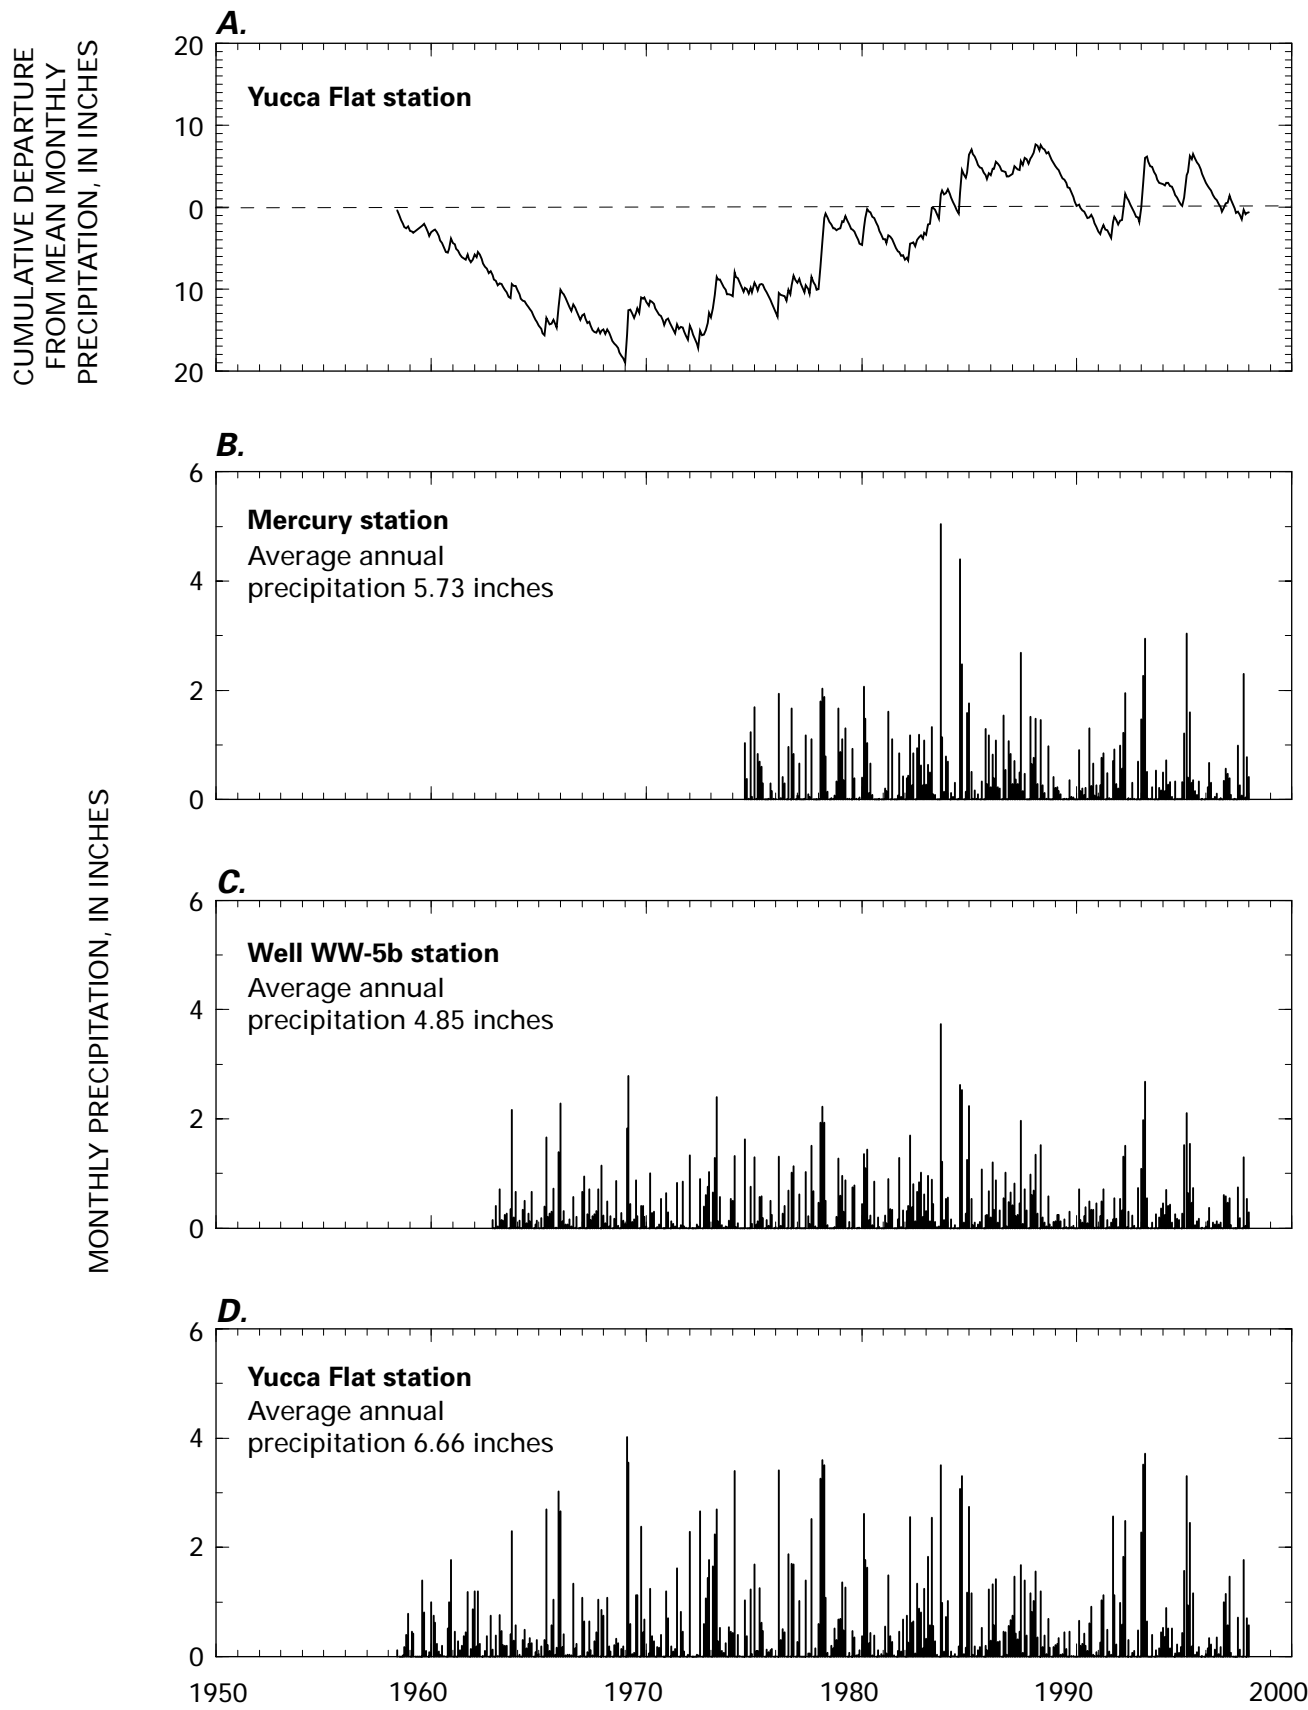 A.
CUMULATIVE DEPARTURE
FROM MEAN MONTHLY
PRECIPITATION, IN INCHES
20
10
0
10
20
Yucca Flat station
B.
MONTHLY PRECIPITATION, IN INCHES
6
4
2
0
Mercury station
Average annual
precipitation 5.73 inches
C.
6
4
2
0
Well WW-5b station
Average annual
precipitation 4.85 inches
D.
6
4
2
0
Yucca Flat station
Average annual
precipitation 6.66 inches
1950 1960 1970 1980 1990 2000